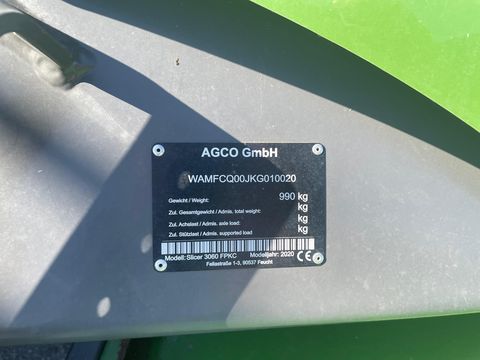 AGCO GmbH
WAMFCQ00JKG010020
Gewicht / Weight: 990 kg
Zul. Gesamtgewicht / Admis. total weight: kg
Zul. Achslast / Admis. axle load: kg
Zul. Stützlast / Admis. supported load kg
Modell: Slicer 3060 FPKC Modelljahr: 2020 CE
Fellastraße 1-3, 90537 Feucht